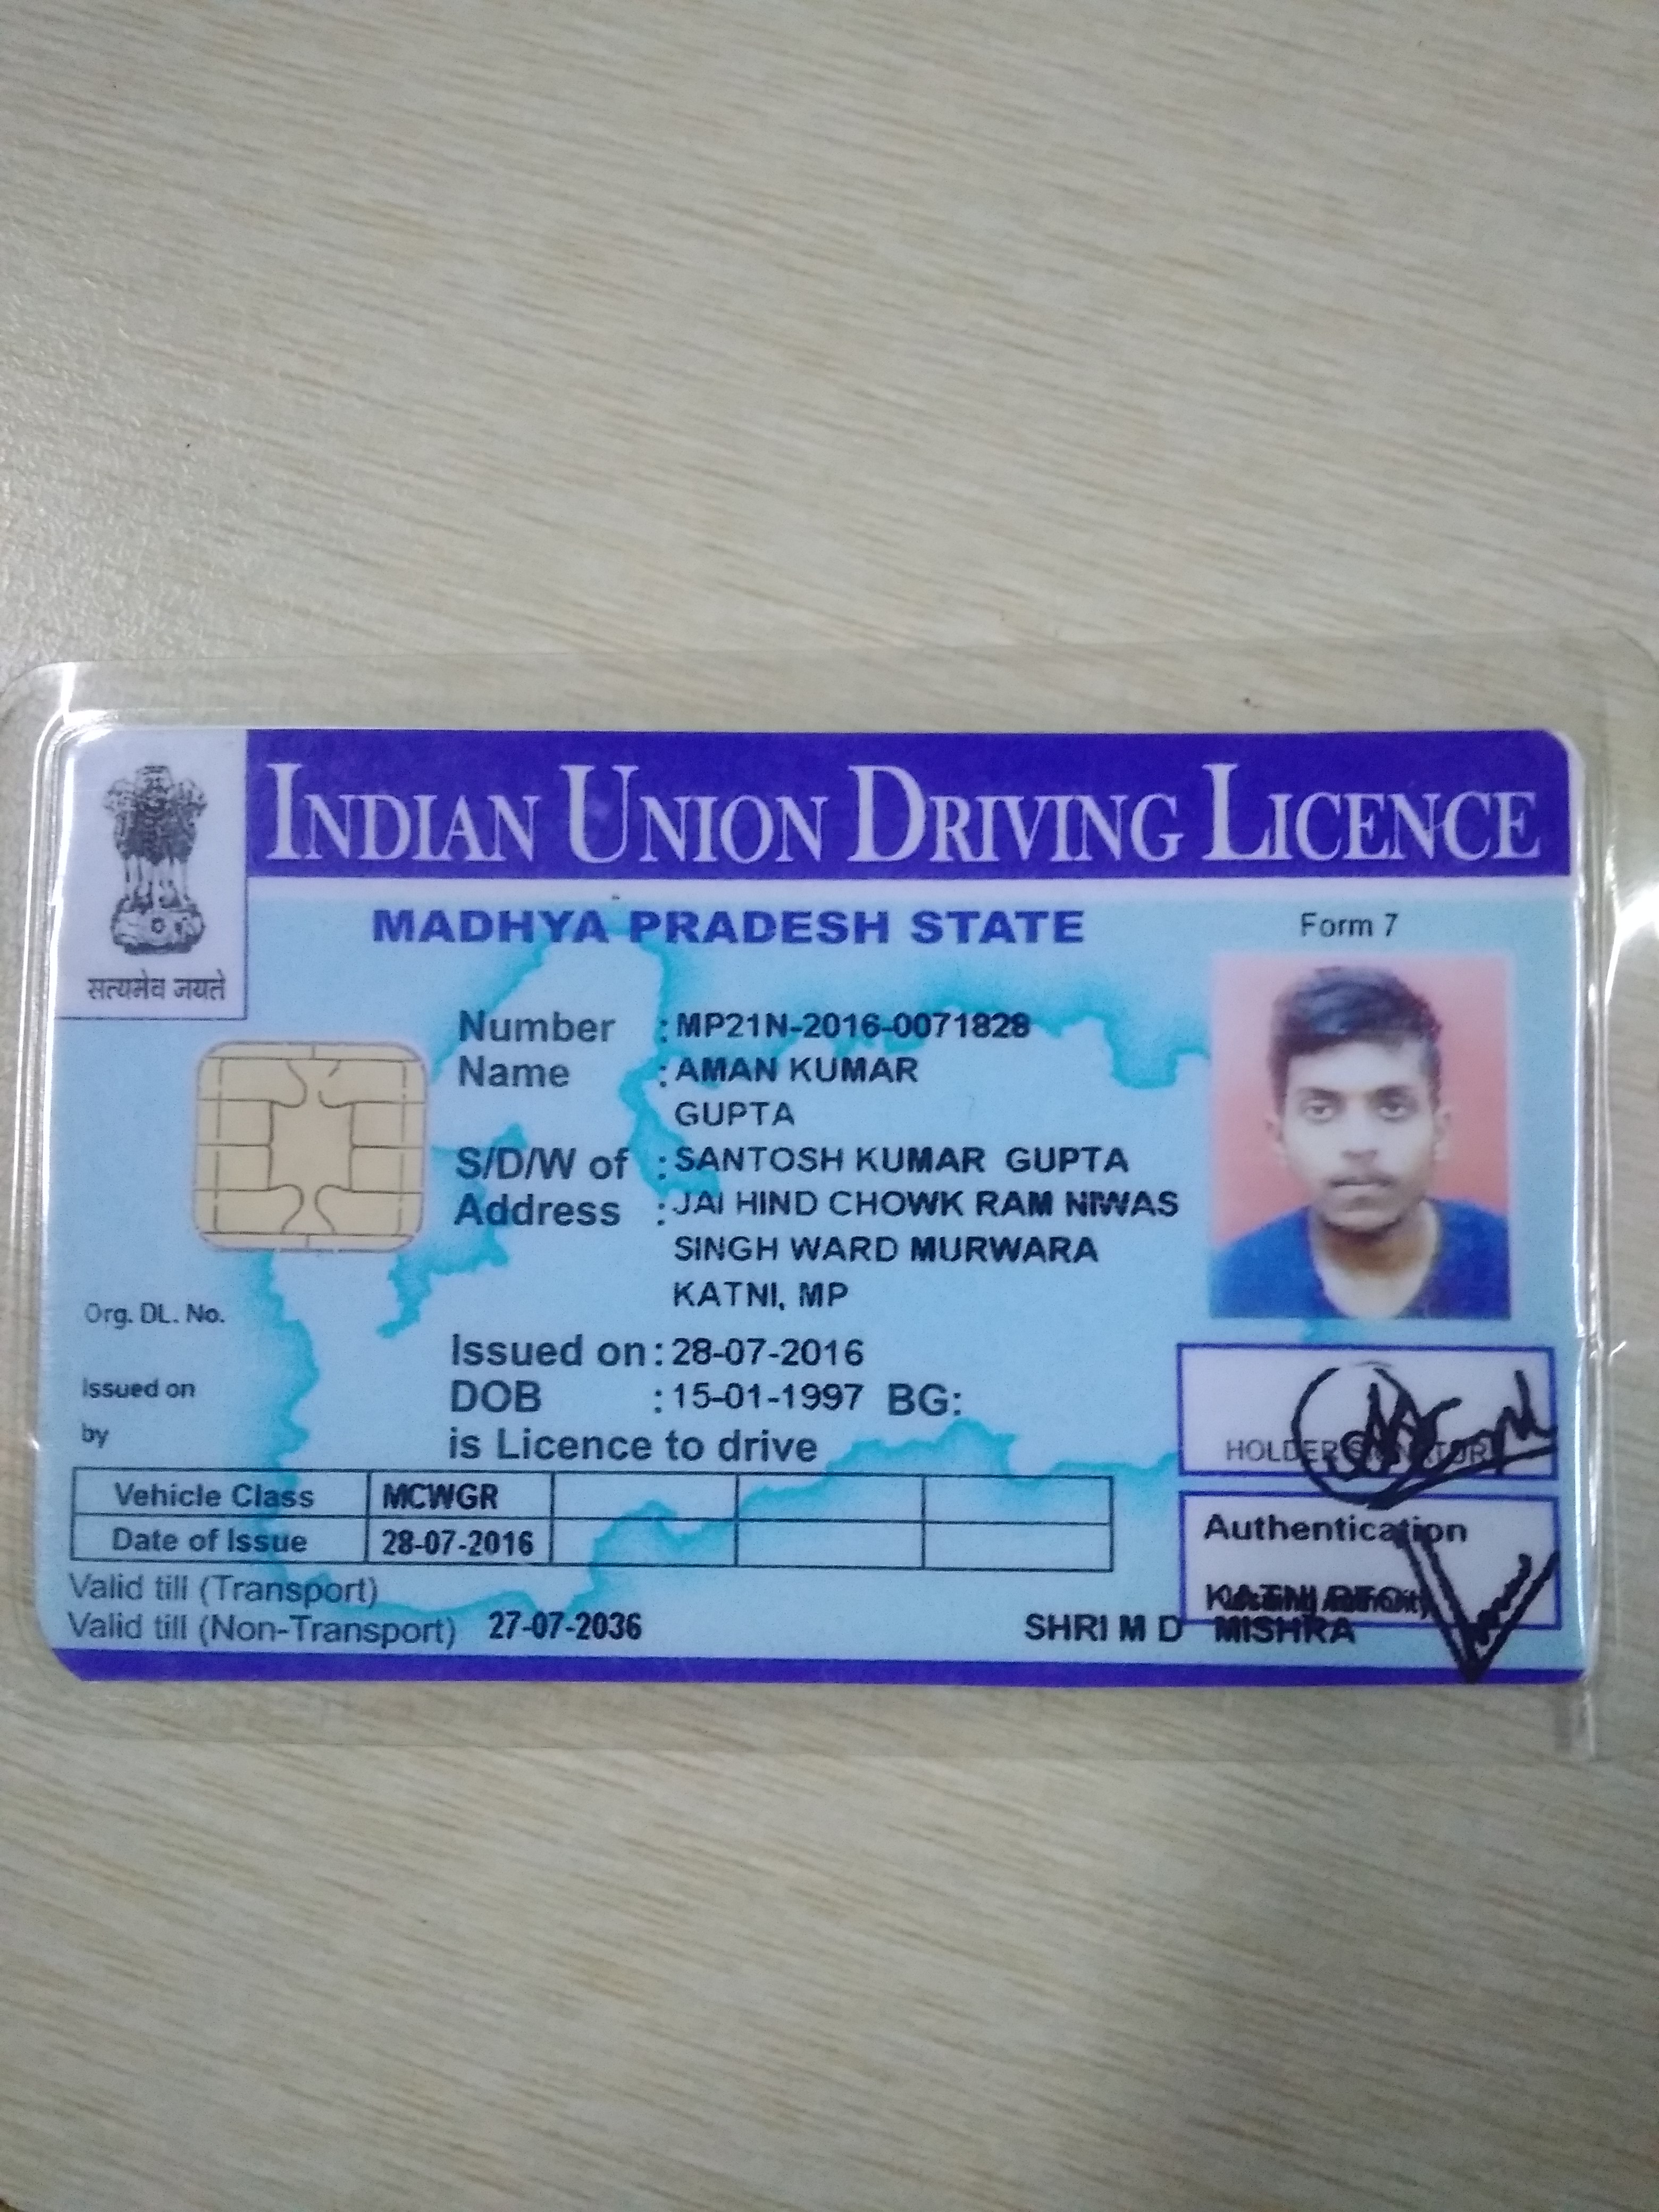 INDIAN UNION DRIVING LICENCE
MADHYA PRADESH STATE
Form 7
सत्यमेव जयते
Number : MP21N-2016-0071828
Name : AMAN KUMAR
GUPTA
S/D/W of : SANTOSH KUMAR GUPTA
Address : JAI HIND CHOWK RAM NIWAS
SINGH WARD MURWARA
KATNI, MP
Org. DL. No.
Issued on : 28-07-2016
Issued on
DOB : 15-01-1997 BG:
by
is Licence to drive
HOLDER SIGNATURE
Vehicle Class MCWGR
Date of Issue 28-07-2016
Authentication
Valid till (Transport)
KATNI RTO
Valid till (Non-Transport) 27-07-2036
SHRI M D MISHRA